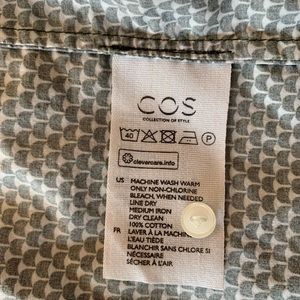 COS
COLLECTION OF STYLE
40 P
clevercare.info
US MACHINE WASH WARM
ONLY NON-CHLORINE
BLEACH, WHEN NEEDED
LINE DRY
MEDIUM IRON
DRY CLEAN
100% COTTON
FR LAVER À LA MACHINE
L'EAU TIÈDE
BLANCHIR SANS CHLORE SI
NÉCESSAIRE
SÉCHER À L'AIR